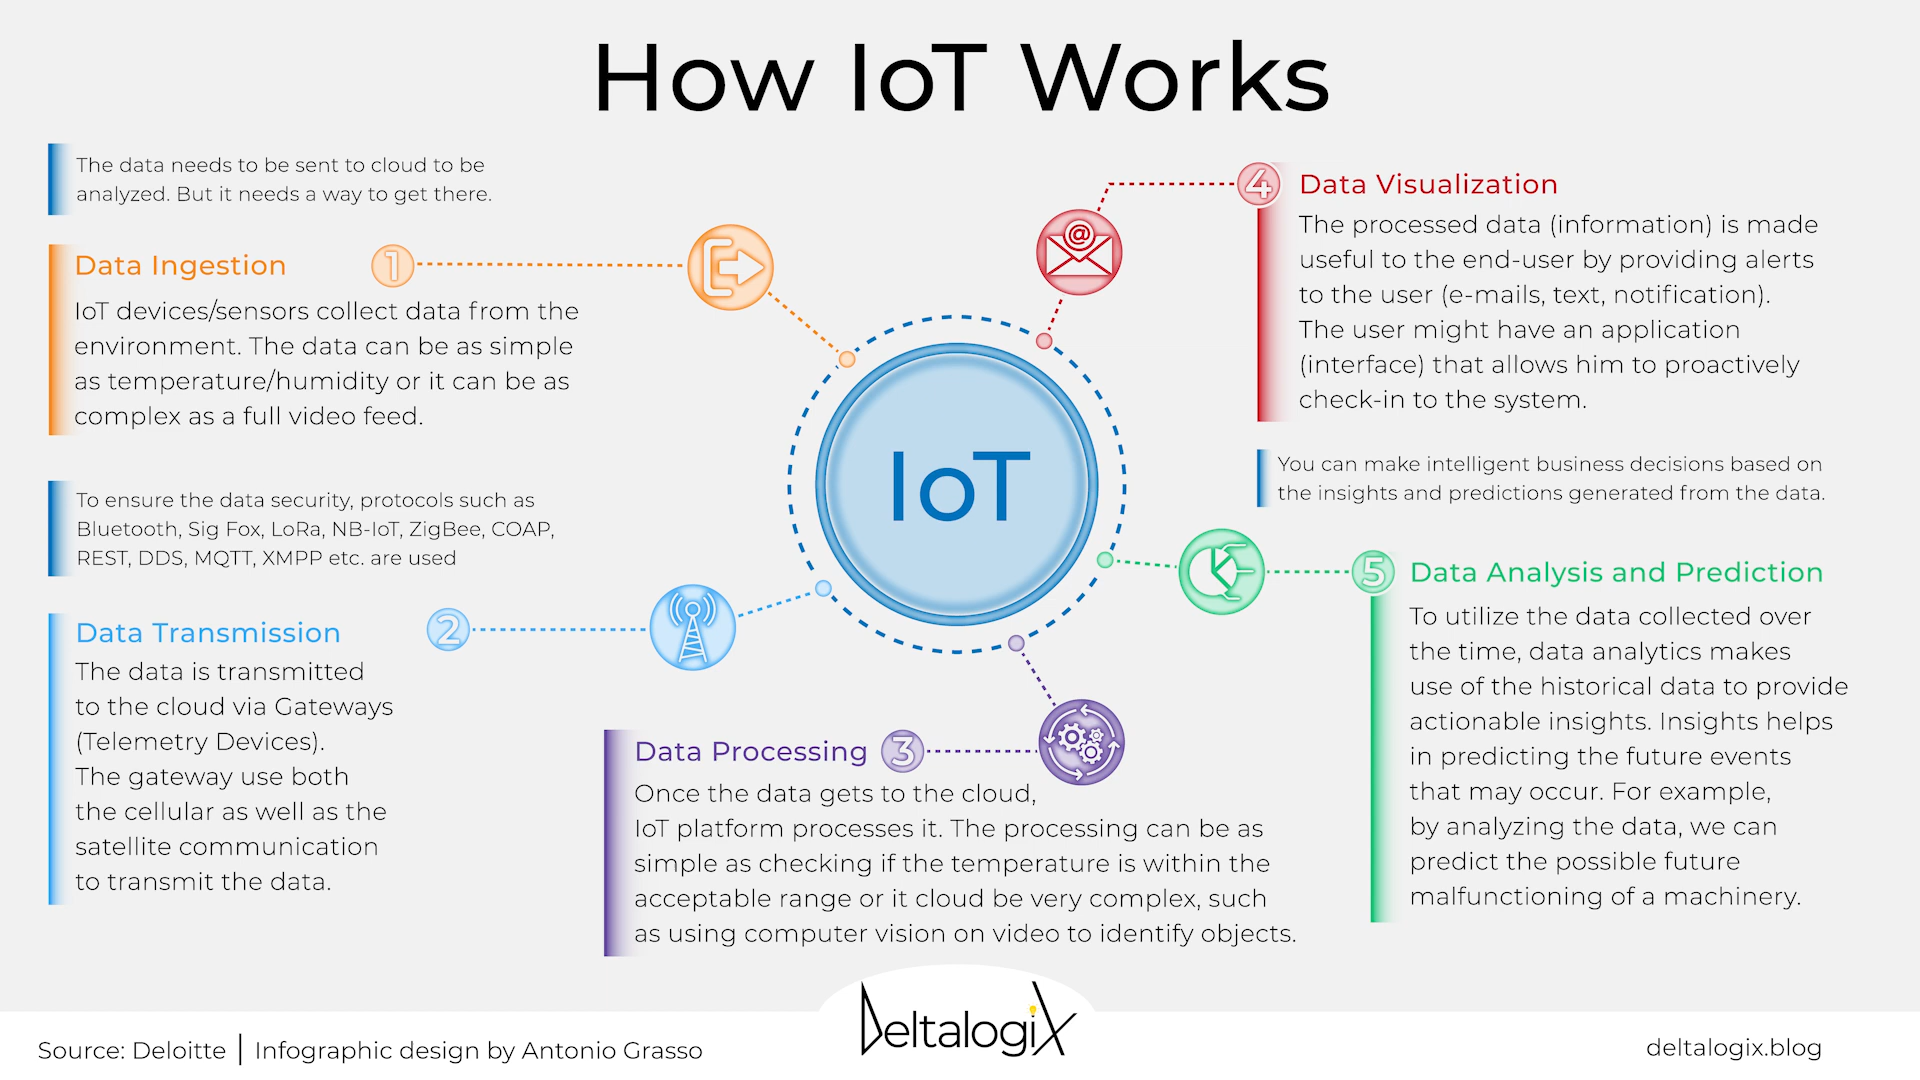 How IoT Works
The data needs to be sent to cloud to be
analyzed. But it needs a way to get there.
Data Ingestion
1
IoT devices/sensors collect data from the
environment. The data can be as simple
as temperature/humidity or it can be as
complex as a full video feed.
To ensure the data security, protocols such as
Bluetooth, Sig Fox, LoRa, NB-IoT, ZigBee, COAP,
REST, DDS, MQTT, XMPP etc. are used
Data Transmission
2
The data is transmitted
to the cloud via Gateways
(Telemetry Devices).
The gateway use both
the cellular as well as the
satellite communication
to transmit the data.
IoT
@
Data Processing
3
Once the data gets to the cloud,
IoT platform processes it. The processing can be as
simple as checking if the temperature is within the
acceptable range or it cloud be very complex, such
as using computer vision on video to identify objects.
4
Data Visualization
The processed data (information) is made
useful to the end-user by providing alerts
to the user (e-mails, text, notification).
The user might have an application
(interface) that allows him to proactively
check-in to the system.
You can make intelligent business decisions based on
the insights and predictions generated from the data.
5
Data Analysis and Prediction
To utilize the data collected over
the time, data analytics makes
use of the historical data to provide
actionable insights. Insights helps
in predicting the future events
that may occur. For example,
by analyzing the data, we can
predict the possible future
malfunctioning of a machinery.
Source: Deloitte | Infographic design by Antonio Grasso
DeltalogiX
deltalogix.blog